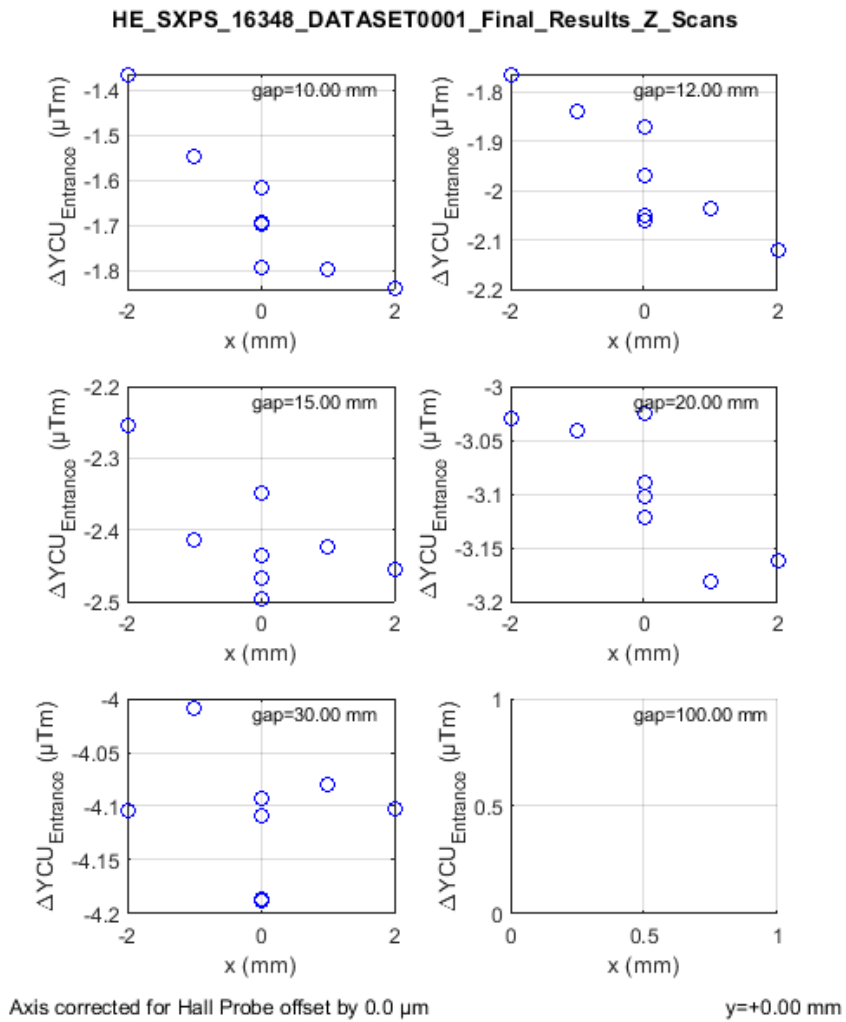 HE_SXPS_16348_DATASET0001_Final_Results_Z_Scans
gap=10.00 mm
-1.4
-1.5
-1.6
-1.7
-1.8
ΔYCU_Entrance (µTm)
-2 0 2
x (mm)
gap=12.00 mm
-1.8
-1.9
-2
-2.1
-2.2
ΔYCU_Entrance (µTm)
-2 0 2
x (mm)
gap=15.00 mm
-2.2
-2.3
-2.4
-2.5
ΔYCU_Entrance (µTm)
-2 0 2
x (mm)
gap=20.00 mm
-3
-3.05
-3.1
-3.15
-3.2
ΔYCU_Entrance (µTm)
-2 0 2
x (mm)
gap=30.00 mm
-4
-4.05
-4.1
-4.15
-4.2
ΔYCU_Entrance (µTm)
-2 0 2
x (mm)
gap=100.00 mm
1
0.5
0
ΔYCU_Entrance (µTm)
0 0.5 1
x (mm)
Axis corrected for Hall Probe offset by 0.0 µm
y=+0.00 mm